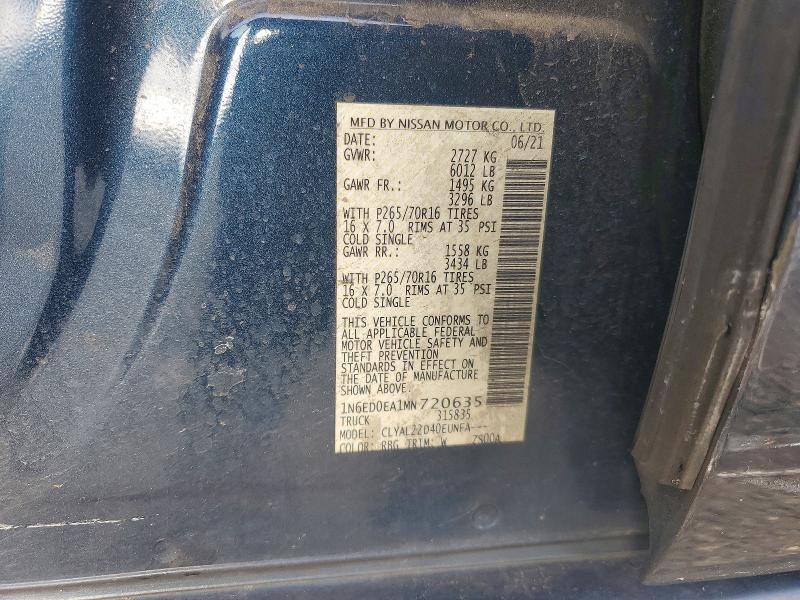 MFD BY NISSAN MOTOR CO., LTD.
DATE: 06/21
GVWR: 2727 KG
6012 LB
GAWR FR.: 1495 KG
3296 LB
WITH P265/70R16 TIRES
16 X 7.0 RIMS AT 35 PSI
COLD SINGLE
GAWR RR.: 1558 KG
3434 LB
WITH P265/70R16 TIRES
16 X 7.0 RIMS AT 35 PSI
COLD SINGLE
THIS VEHICLE CONFORMS TO
ALL APPLICABLE FEDERAL
MOTOR VEHICLE SAFETY AND
THEFT PREVENTION
STANDARDS IN EFFECT ON
THE DATE OF MANUFACTURE
SHOWN ABOVE.
1N6ED0EA1MN720635
TRUCK 315835
MODEL: CLYAL22D40EUNFA---
COLOR: RBG TRIM: W ZS00A